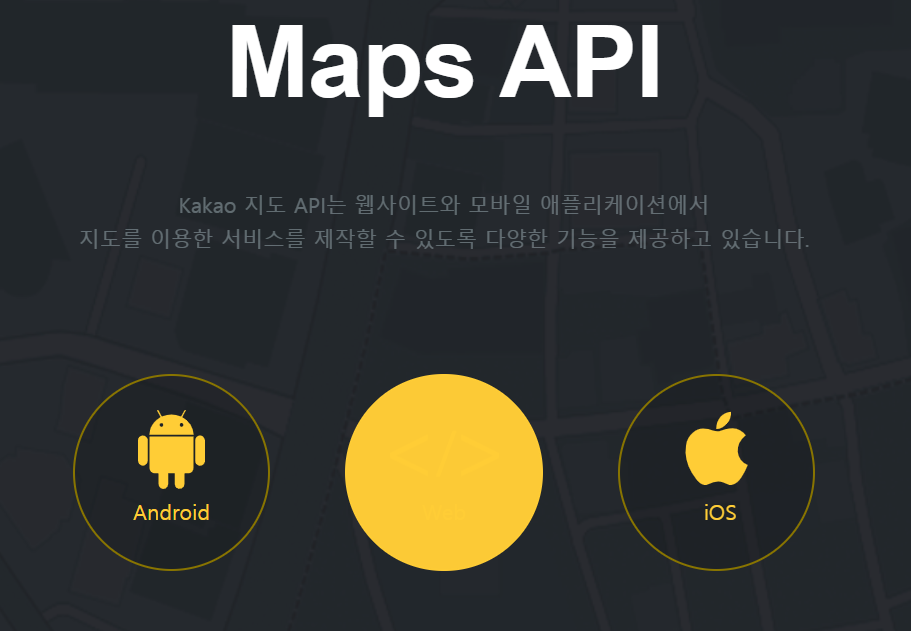 Maps API
Kakao 지도 API는 웹사이트와 모바일 애플리케이션에서
지도를 이용한 서비스를 제작할 수 있도록 다양한 기능을 제공하고 있습니다.
</>
Android
Web
iOS